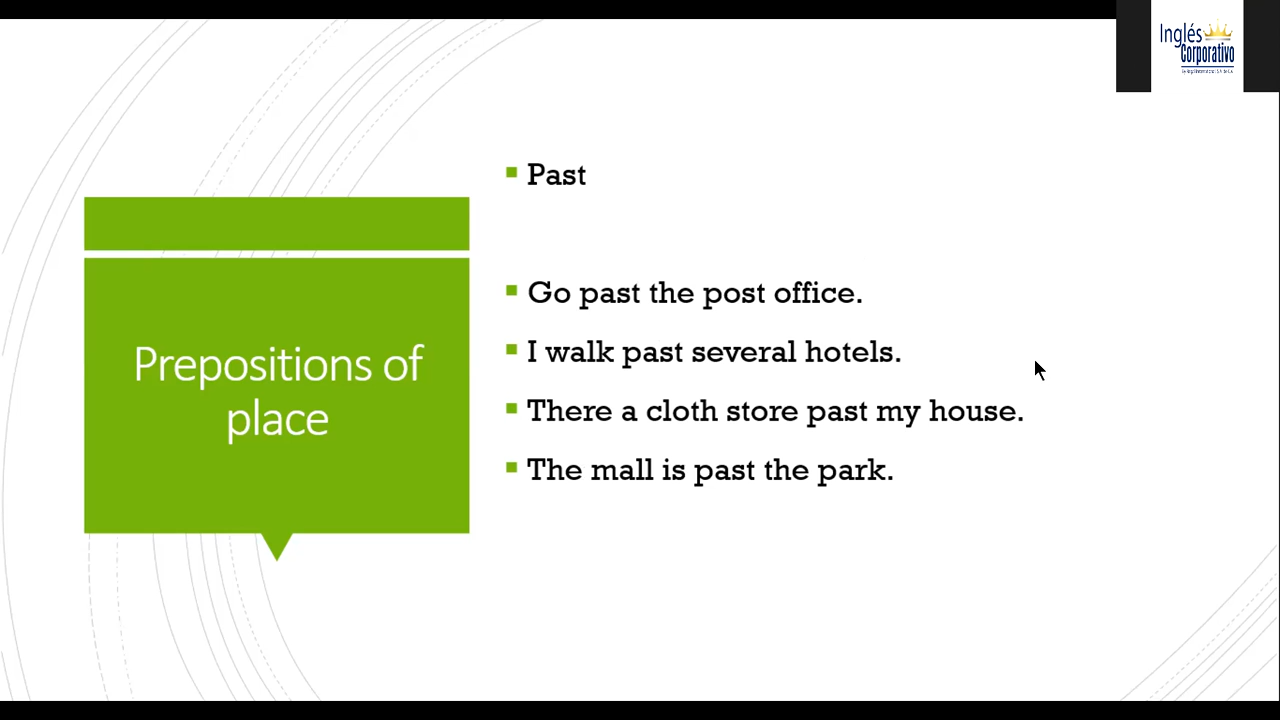 Inglés
Corporativo
Past
Go past the post office.
I walk past several hotels.
There a cloth store past my house.
The mall is past the park.
Prepositions of
place